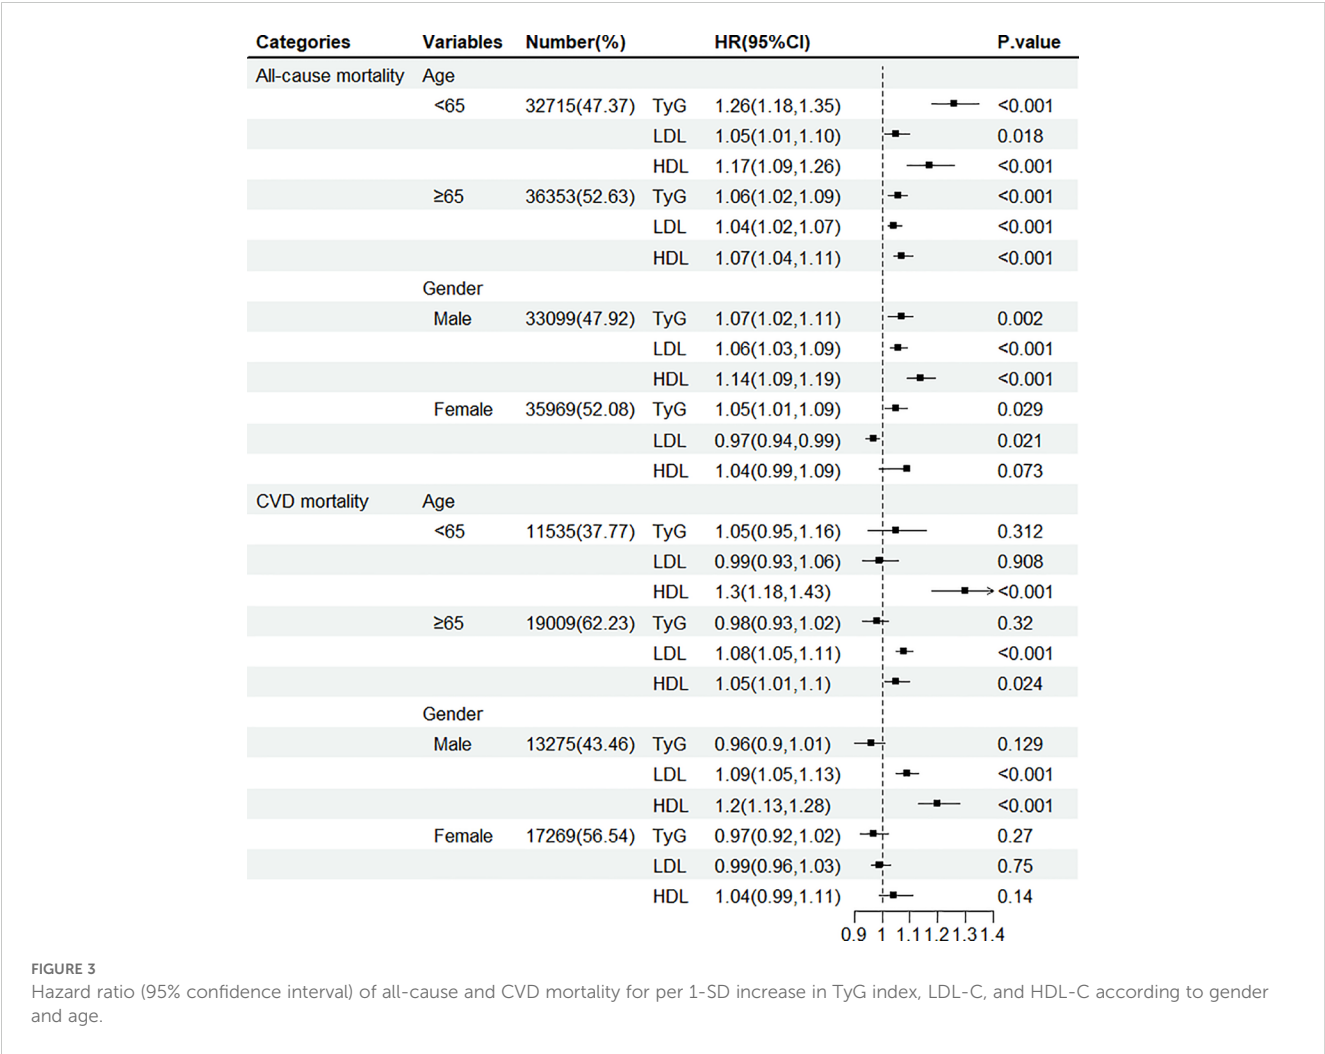 Categories Variables Number(%) HR(95%CI) P.value
All-cause mortality Age
<65 32715(47.37) TyG 1.26(1.18,1.35) <0.001
LDL 1.05(1.01,1.10) 0.018
HDL 1.17(1.09,1.26) <0.001
≥65 36353(52.63) TyG 1.06(1.02,1.09) <0.001
LDL 1.04(1.02,1.07) <0.001
HDL 1.07(1.04,1.11) <0.001
Gender
Male 33099(47.92) TyG 1.07(1.02,1.11) 0.002
LDL 1.06(1.03,1.09) <0.001
HDL 1.14(1.09,1.19) <0.001
Female 35969(52.08) TyG 1.05(1.01,1.09) 0.029
LDL 0.97(0.94,0.99) 0.021
HDL 1.04(0.99,1.09) 0.073
CVD mortality Age
<65 11535(37.77) TyG 1.05(0.95,1.16) 0.312
LDL 0.99(0.93,1.06) 0.908
HDL 1.3(1.18,1.43) <0.001
≥65 19009(62.23) TyG 0.98(0.93,1.02) 0.32
LDL 1.08(1.05,1.11) <0.001
HDL 1.05(1.01,1.1) 0.024
Gender
Male 13275(43.46) TyG 0.96(0.9,1.01) 0.129
LDL 1.09(1.05,1.13) <0.001
HDL 1.2(1.13,1.28) <0.001
Female 17269(56.54) TyG 0.97(0.92,1.02) 0.27
LDL 0.99(0.96,1.03) 0.75
HDL 1.04(0.99,1.11) 0.14
0.9 1 1.1 1.2 1.3 1.4
FIGURE 3
Hazard ratio (95% confidence interval) of all-cause and CVD mortality for per 1-SD increase in TyG index, LDL-C, and HDL-C according to gender
and age.